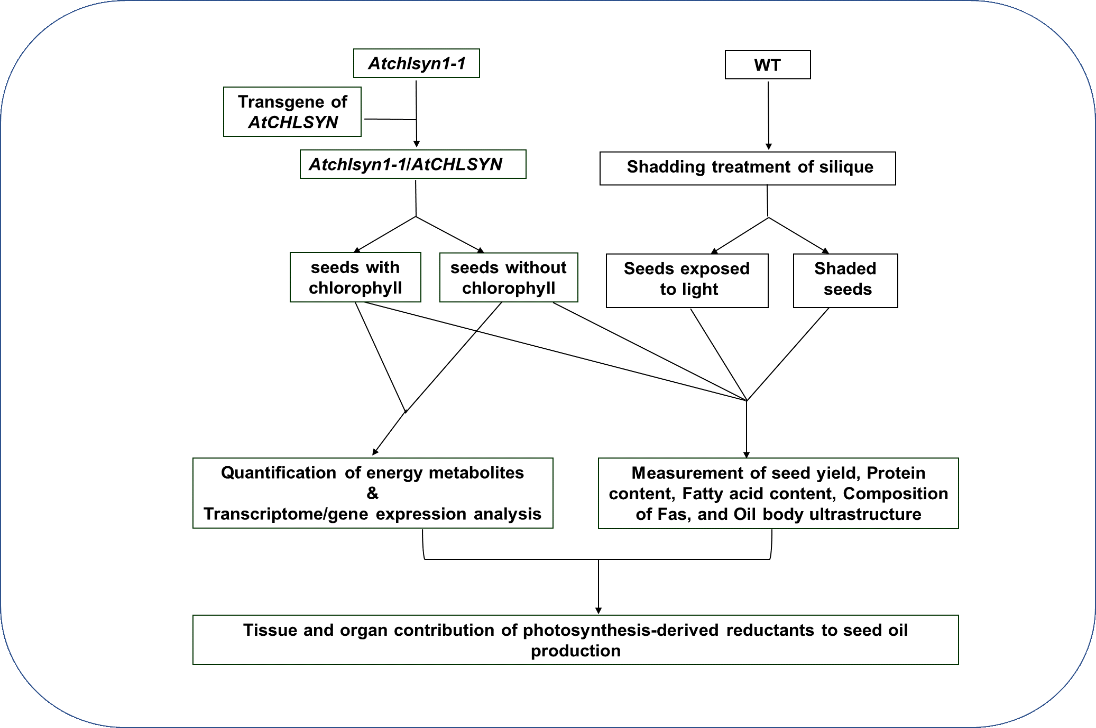 Atchlsyn1-1
WT
Transgene of
AtCHLSYN
Atchlsyn1-1/AtCHLSYN
Shadding treatment of silique
seeds with
chlorophyll
seeds without
chlorophyll
Seeds exposed
to light
Shaded
seeds
Quantification of energy metabolites
&
Transcriptome/gene expression analysis
Measurement of seed yield, Protein
content, Fatty acid content, Composition
of Fas, and Oil body ultrastructure
Tissue and organ contribution of photosynthesis-derived reductants to seed oil
production